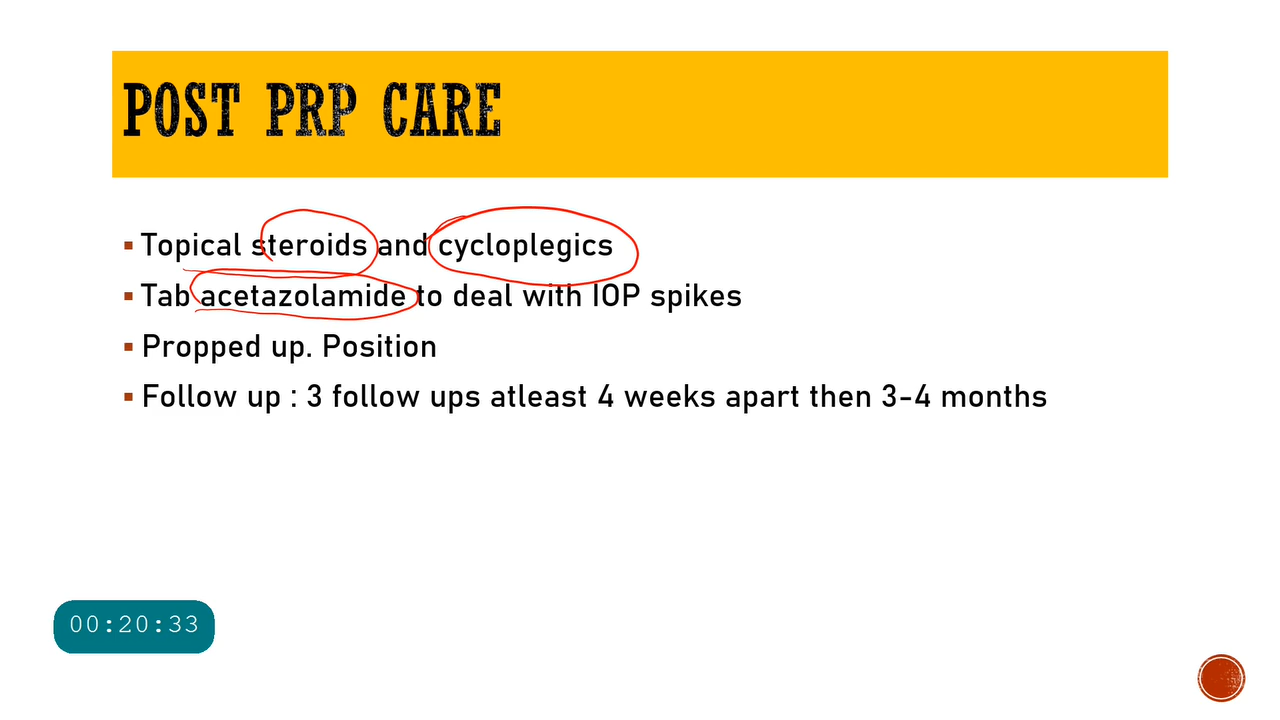 POST PRP CARE
Topical steroids and cycloplegics
Tab acetazolamide to deal with IOP spikes
Propped up. Position
Follow up : 3 follow ups atleast 4 weeks apart then 3-4 months
00:20:33